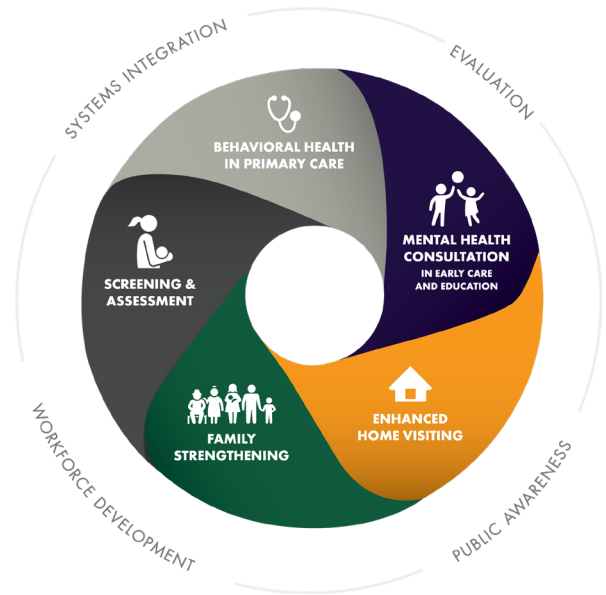 SYSTEMS INTEGRATION
EVALUATION
BEHAVIORAL HEALTH
IN PRIMARY CARE
MENTAL HEALTH
CONSULTATION
IN EARLY CARE
AND EDUCATION
SCREENING &
ASSESSMENT
ENHANCED
HOME VISITING
FAMILY
STRENGTHENING
WORKFORCE DEVELOPMENT
PUBLIC AWARENESS